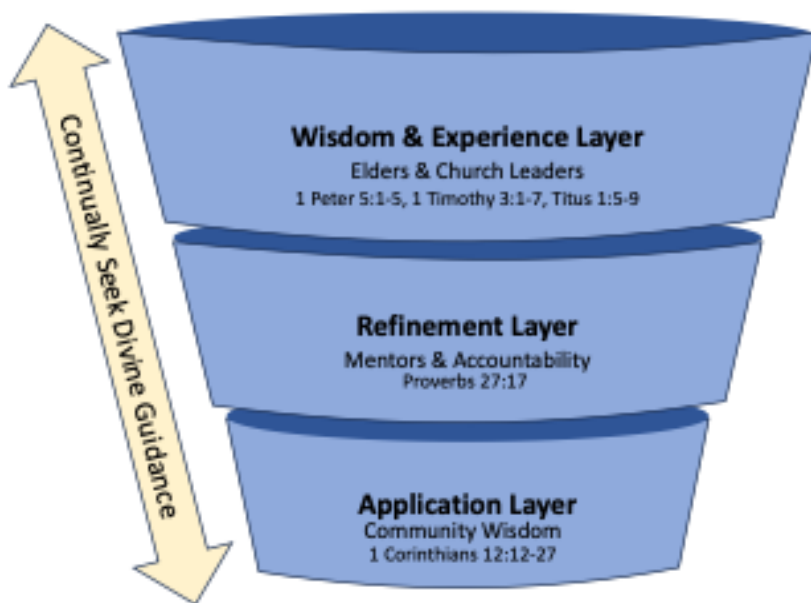 Continually Seek Divine Guidance
Wisdom & Experience Layer
Elders & Church Leaders
1 Peter 5:1-5, 1 Timothy 3:1-7, Titus 1:5-9
Refinement Layer
Mentors & Accountability
Proverbs 27:17
Application Layer
Community Wisdom
1 Corinthians 12:12-27